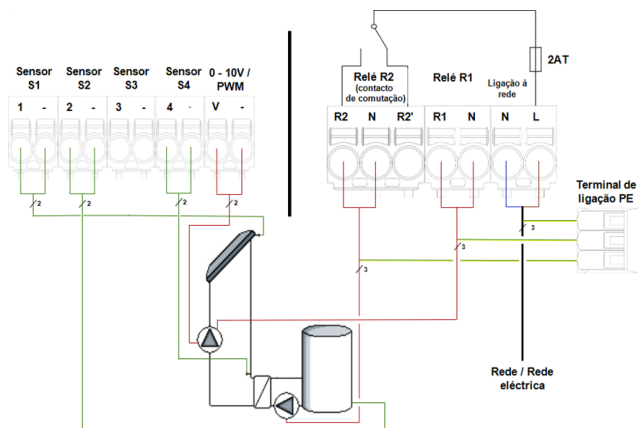 Sensor S1
Sensor S2
Sensor S3
Sensor S4
0 - 10V / PWM
1 - 2 - 3 - 4 - V -
2
2
2
2
Relé R2
(contacto
de comutação)
Relé R1
Ligação à
rede
2AT
R2 N R2' R1 N N L
Terminal de
ligação PE
3
3
3
Rede / Rede
eléctrica